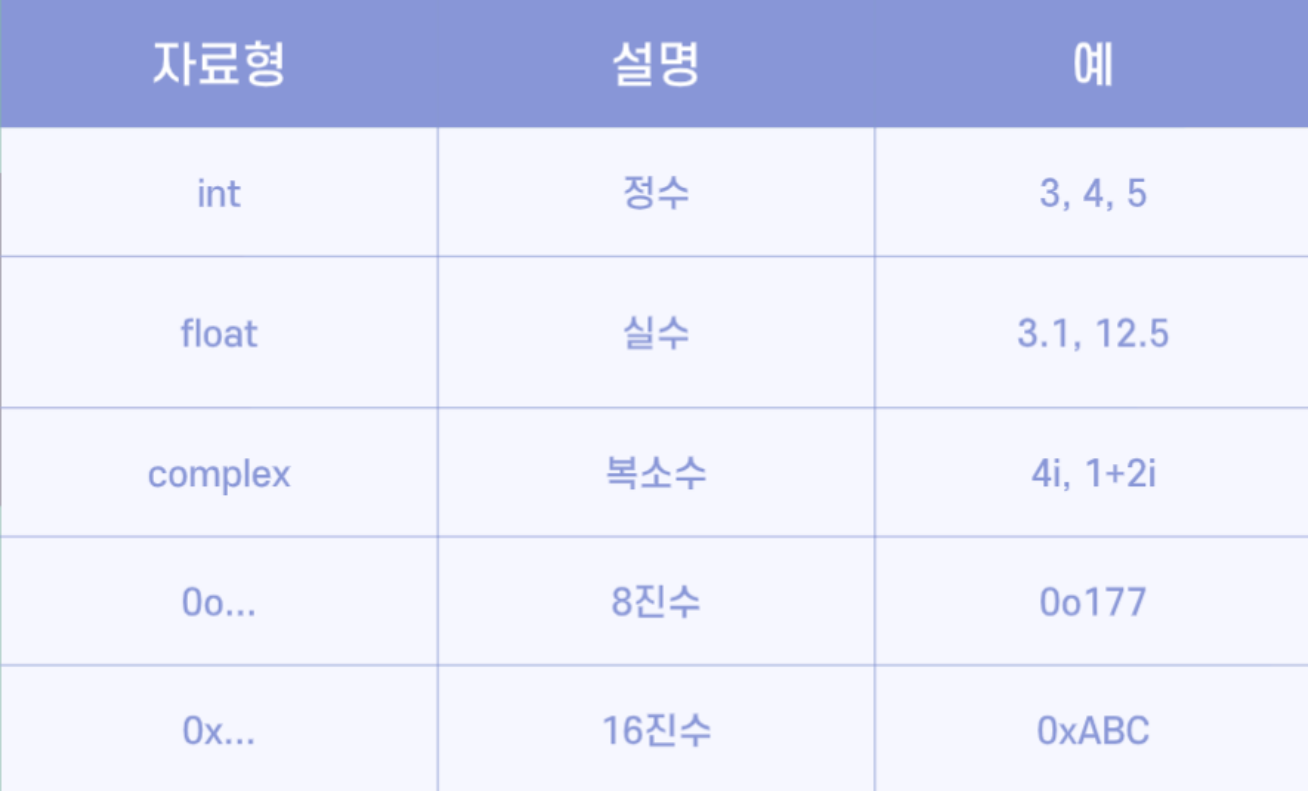 자료형 설명 예
int 정수 3, 4, 5
float 실수 3.1, 12.5
complex 복소수 4i, 1+2i
0o... 8진수 0o177
0x... 16진수 0xABC